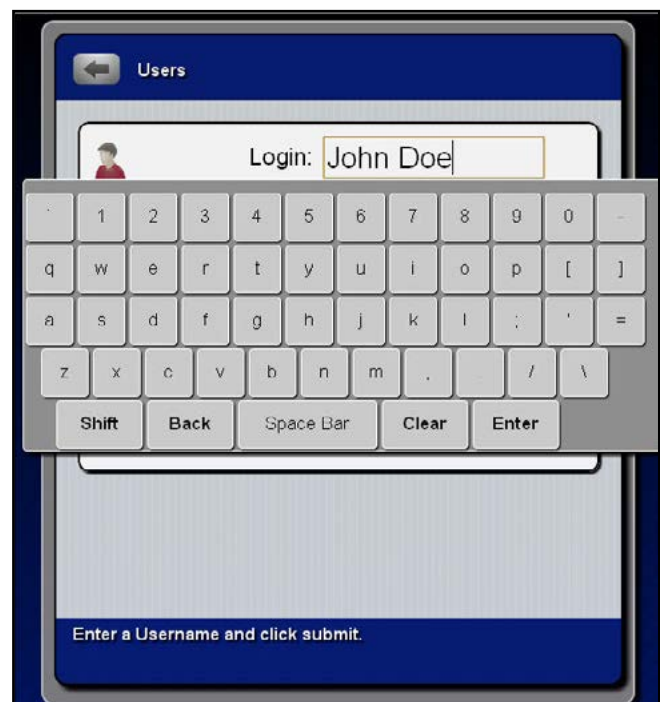 Users
Login: John Doe
` 1 2 3 4 5 6 7 8 9 0 -
q w e r t y u i o p [ ]
a s d f g h j k l ; ' =
z x c v b n m , . / \
Shift Back Space Bar Clear Enter
Enter a Username and click submit.